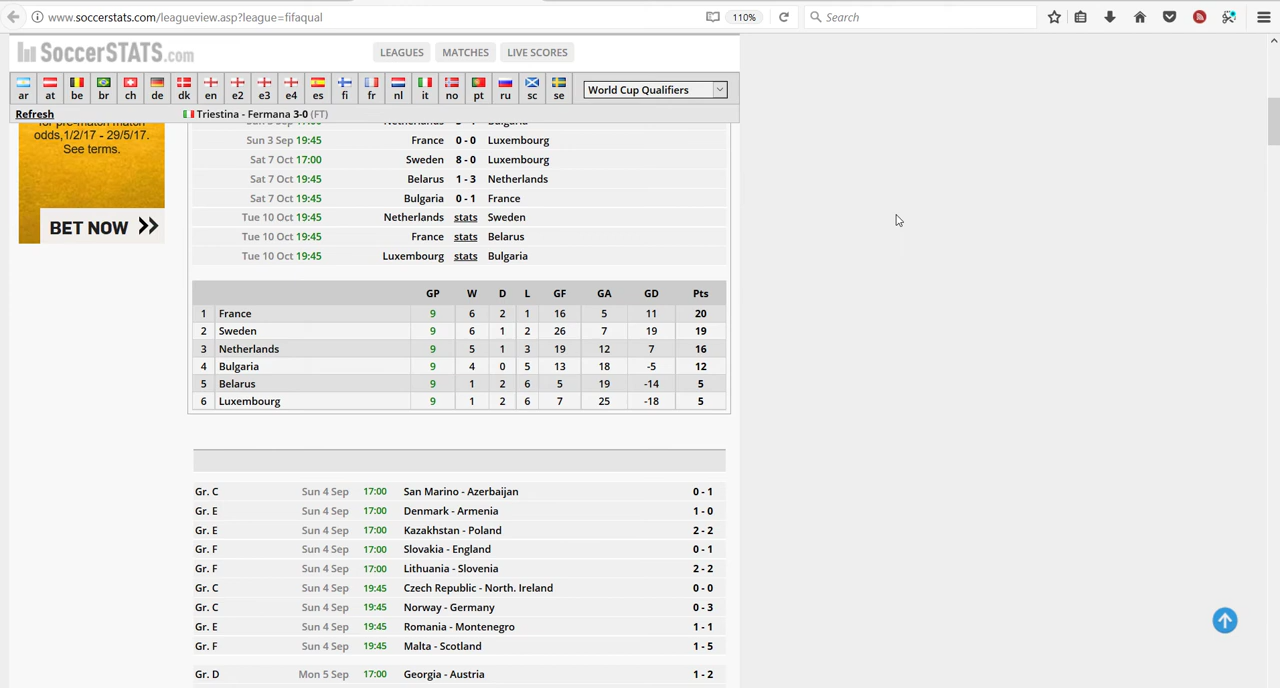 www.soccerstats.com/leagueview.asp?league=fifaqual
110%
Search
SoccerSTATS.com
LEAGUES MATCHES LIVE SCORES
ar at be br ch de dk en e2 e3 e4 es fi fr nl it no pt ru sc se
World Cup Qualifiers
Refresh
Triestina - Fermana 3-0 (FT)
odds,1/2/17 - 29/5/17.
See terms.
BET NOW >>
Sun 3 Sep 19:45 France 0 - 0 Luxembourg
Sat 7 Oct 17:00 Sweden 8 - 0 Luxembourg
Sat 7 Oct 19:45 Belarus 1 - 3 Netherlands
Sat 7 Oct 19:45 Bulgaria 0 - 1 France
Tue 10 Oct 19:45 Netherlands stats Sweden
Tue 10 Oct 19:45 France stats Belarus
Tue 10 Oct 19:45 Luxembourg stats Bulgaria
GP W D L GF GA GD Pts
1 France 9 6 2 1 16 5 11 20
2 Sweden 9 6 1 2 26 7 19 19
3 Netherlands 9 5 1 3 19 12 7 16
4 Bulgaria 9 4 0 5 13 18 -5 12
5 Belarus 9 1 2 6 5 19 -14 5
6 Luxembourg 9 1 2 6 7 25 -18 5
Gr. C Sun 4 Sep 17:00 San Marino - Azerbaijan 0 - 1
Gr. E Sun 4 Sep 17:00 Denmark - Armenia 1 - 0
Gr. E Sun 4 Sep 17:00 Kazakhstan - Poland 2 - 2
Gr. F Sun 4 Sep 17:00 Slovakia - England 0 - 1
Gr. F Sun 4 Sep 17:00 Lithuania - Slovenia 2 - 2
Gr. C Sun 4 Sep 19:45 Czech Republic - North. Ireland 0 - 0
Gr. C Sun 4 Sep 19:45 Norway - Germany 0 - 3
Gr. E Sun 4 Sep 19:45 Romania - Montenegro 1 - 1
Gr. F Sun 4 Sep 19:45 Malta - Scotland 1 - 5
Gr. D Mon 5 Sep 17:00 Georgia - Austria 1 - 2